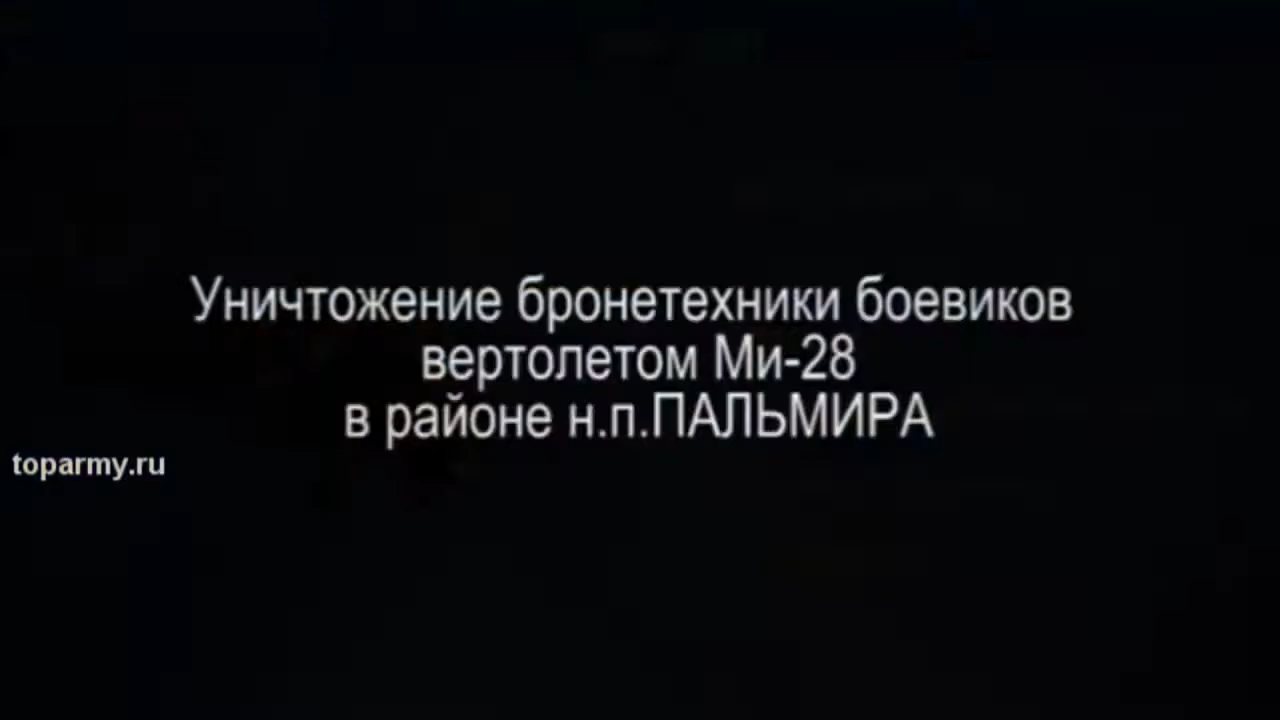 Уничтожение бронетехники боевиков
вертолетом Ми-28
в районе н.п.ПАЛЬМИРА
toparmy.ru